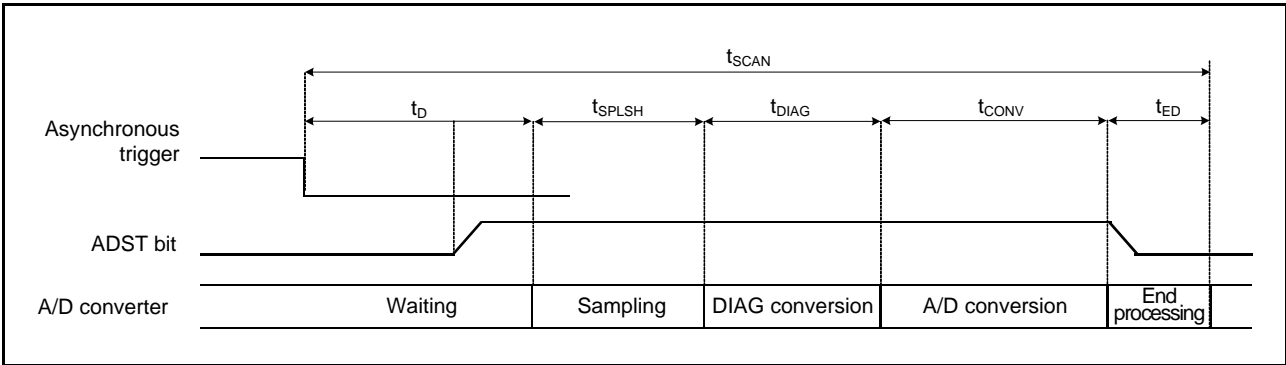 tSCAN
tD tSPLSH tDIAG tCONV tED
Asynchronous
trigger
ADST bit
A/D converter Waiting Sampling DIAG conversion A/D conversion End
processing